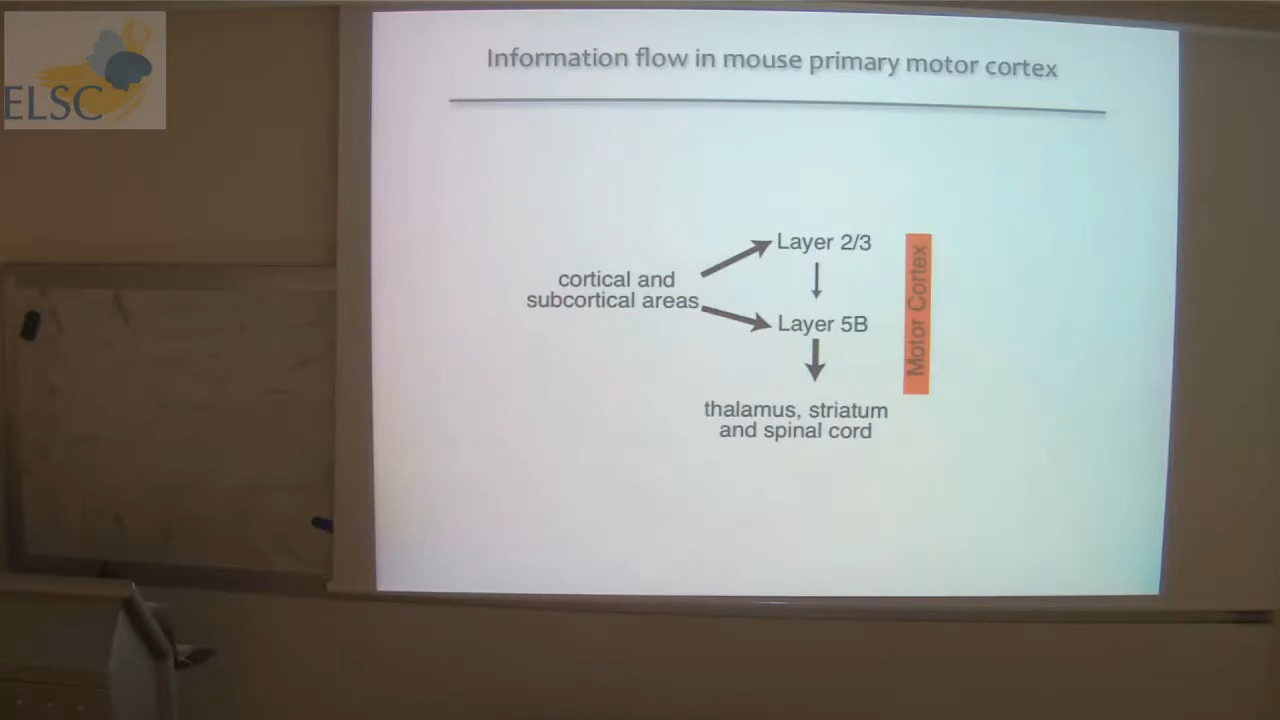 ELSC
Information flow in mouse primary motor cortex
Layer 2/3
cortical and
subcortical areas
Layer 5B
Motor Cortex
thalamus, striatum
and spinal cord